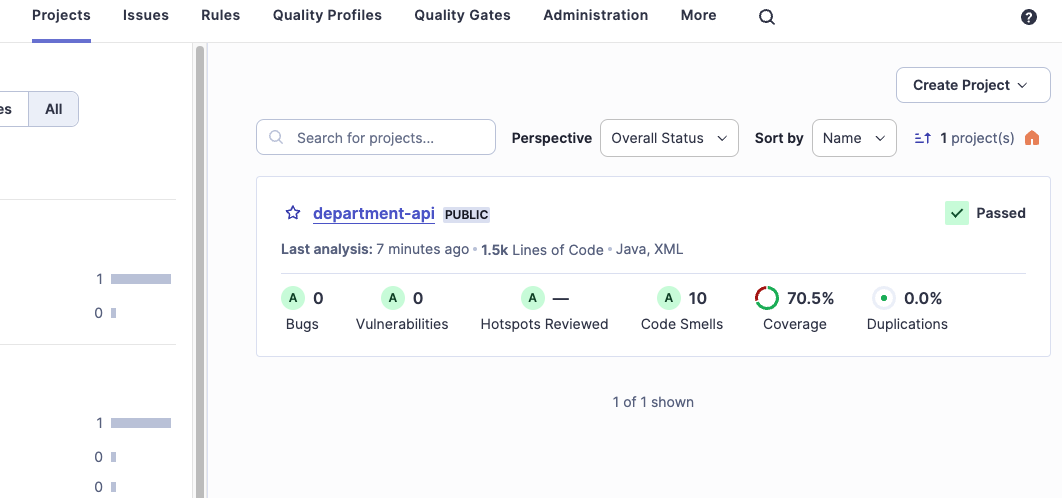 Projects Issues Rules Quality Profiles Quality Gates Administration More ?
es All
Create Project
Search for projects... Perspective Overall Status Sort by Name 1 project(s)
department-api PUBLIC Passed
Last analysis: 7 minutes ago • 1.5k Lines of Code • Java, XML
1
0
A 0 A 0 A — A 10 70.5% 0.0%
Bugs Vulnerabilities Hotspots Reviewed Code Smells Coverage Duplications
1 of 1 shown
1
0
0